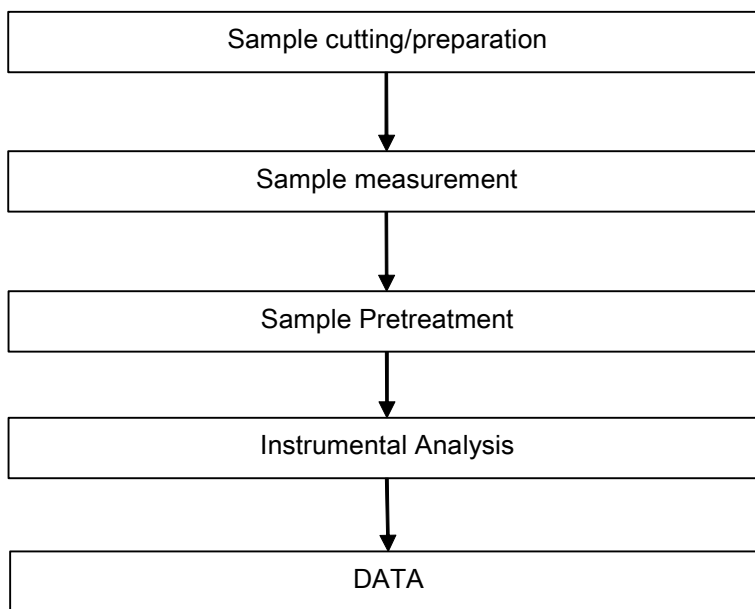 Sample cutting/preparation
Sample measurement
Sample Pretreatment
Instrumental Analysis
DATA